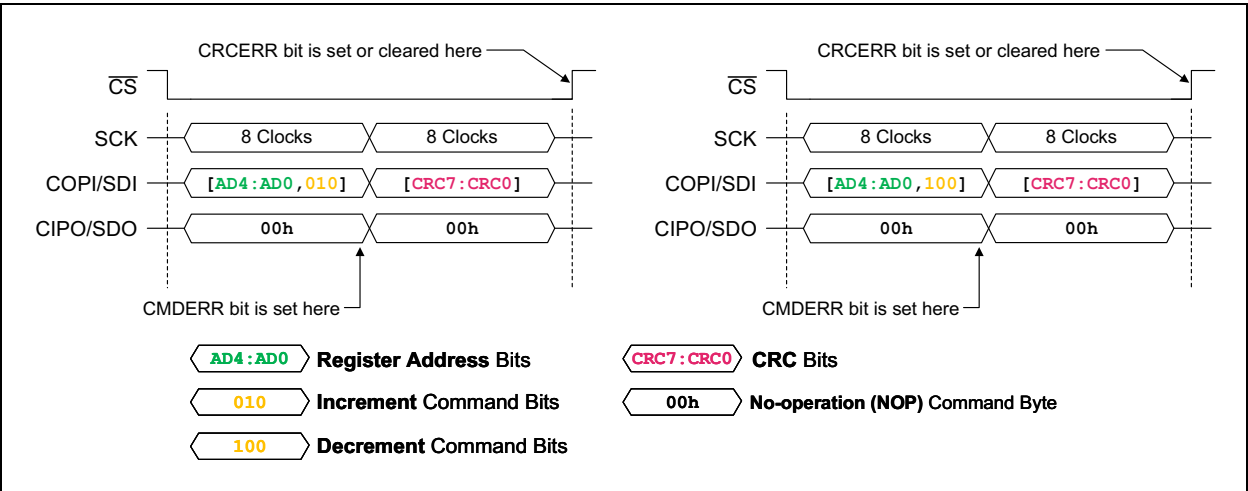 CRCERR bit is set or cleared here
CS
SCK
8 Clocks
8 Clocks
COPI/SDI
[AD4:AD0,010]
[CRC7:CRC0]
CIPO/SDO
00h
00h
CMDERR bit is set here
CRCERR bit is set or cleared here
CS
SCK
8 Clocks
8 Clocks
COPI/SDI
[AD4:AD0,100]
[CRC7:CRC0]
CIPO/SDO
00h
00h
CMDERR bit is set here
AD4:AD0 Register Address Bits
CRC7:CRC0 CRC Bits
010 Increment Command Bits
00h No-operation (NOP) Command Byte
100 Decrement Command Bits